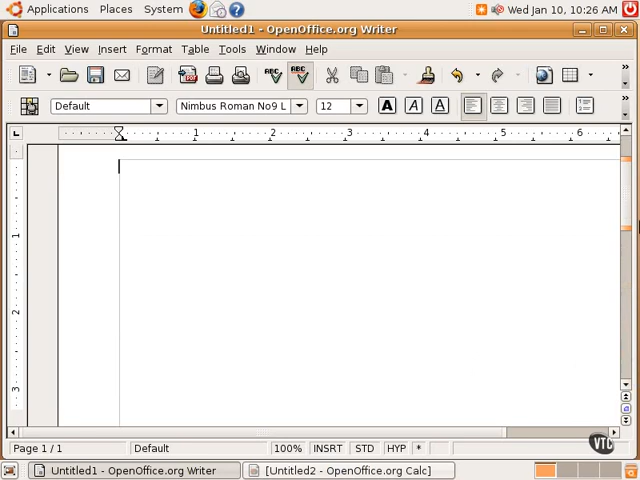 Applications Places System ? Wed Jan 10, 10:26 AM
Untitled1 - OpenOffice.org Writer
File Edit View Insert Format Table Tools Window Help
ABC ABC
Default Nimbus Roman No9 L 12 A A A
1 2 3 4 5 6
1
2
3
VTC
Page 1 / 1 Default 100% INSRT STD HYP *
Untitled1 - OpenOffice.org Writer [Untitled2 - OpenOffice.org Calc]